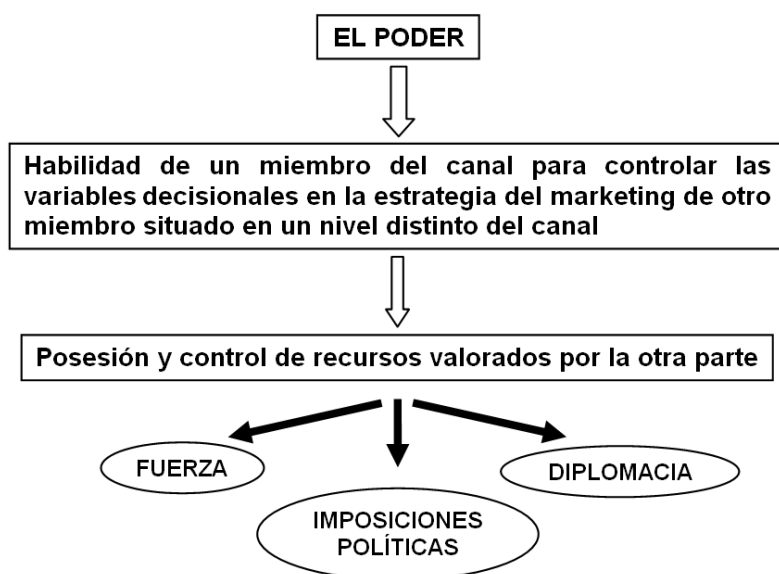 EL PODER
Habilidad de un miembro del canal para controlar las
variables decisionales en la estrategia del marketing de otro
miembro situado en un nivel distinto del canal
Posesión y control de recursos valorados por la otra parte
FUERZA
DIPLOMACIA
IMPOSICIONES
POLÍTICAS